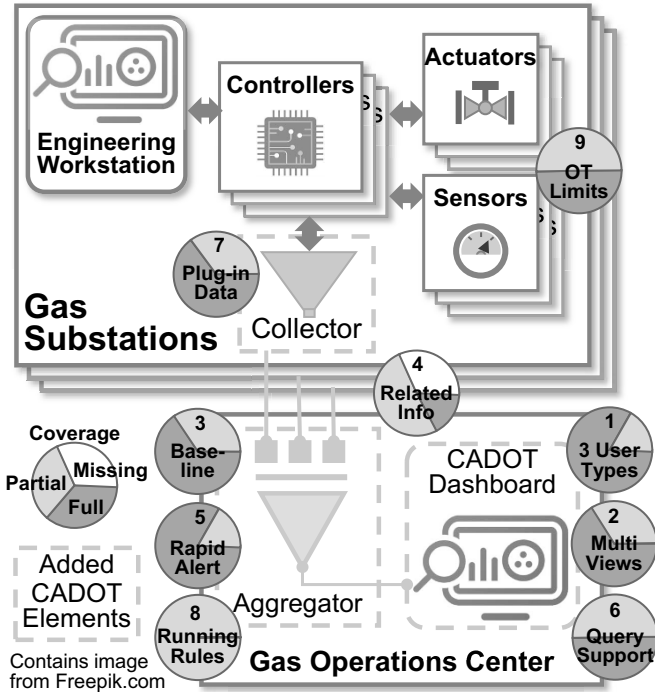 Engineering
Workstation
Controllers
s
s
Actuators
9
OT
Limits
Sensors
s
s
7
Plug-in
Data
Collector
Gas
Substations
4
Related
Info
Coverage
Missing
Partial
Full
Added
CADOT
Elements
Contains image
from Freepik.com
3
Base-
line
5
Rapid
Alert
8
Running
Rules
Aggregator
CADOT
Dashboard
1
3 User
Types
2
Multi
Views
6
Query
Support
Gas Operations Center